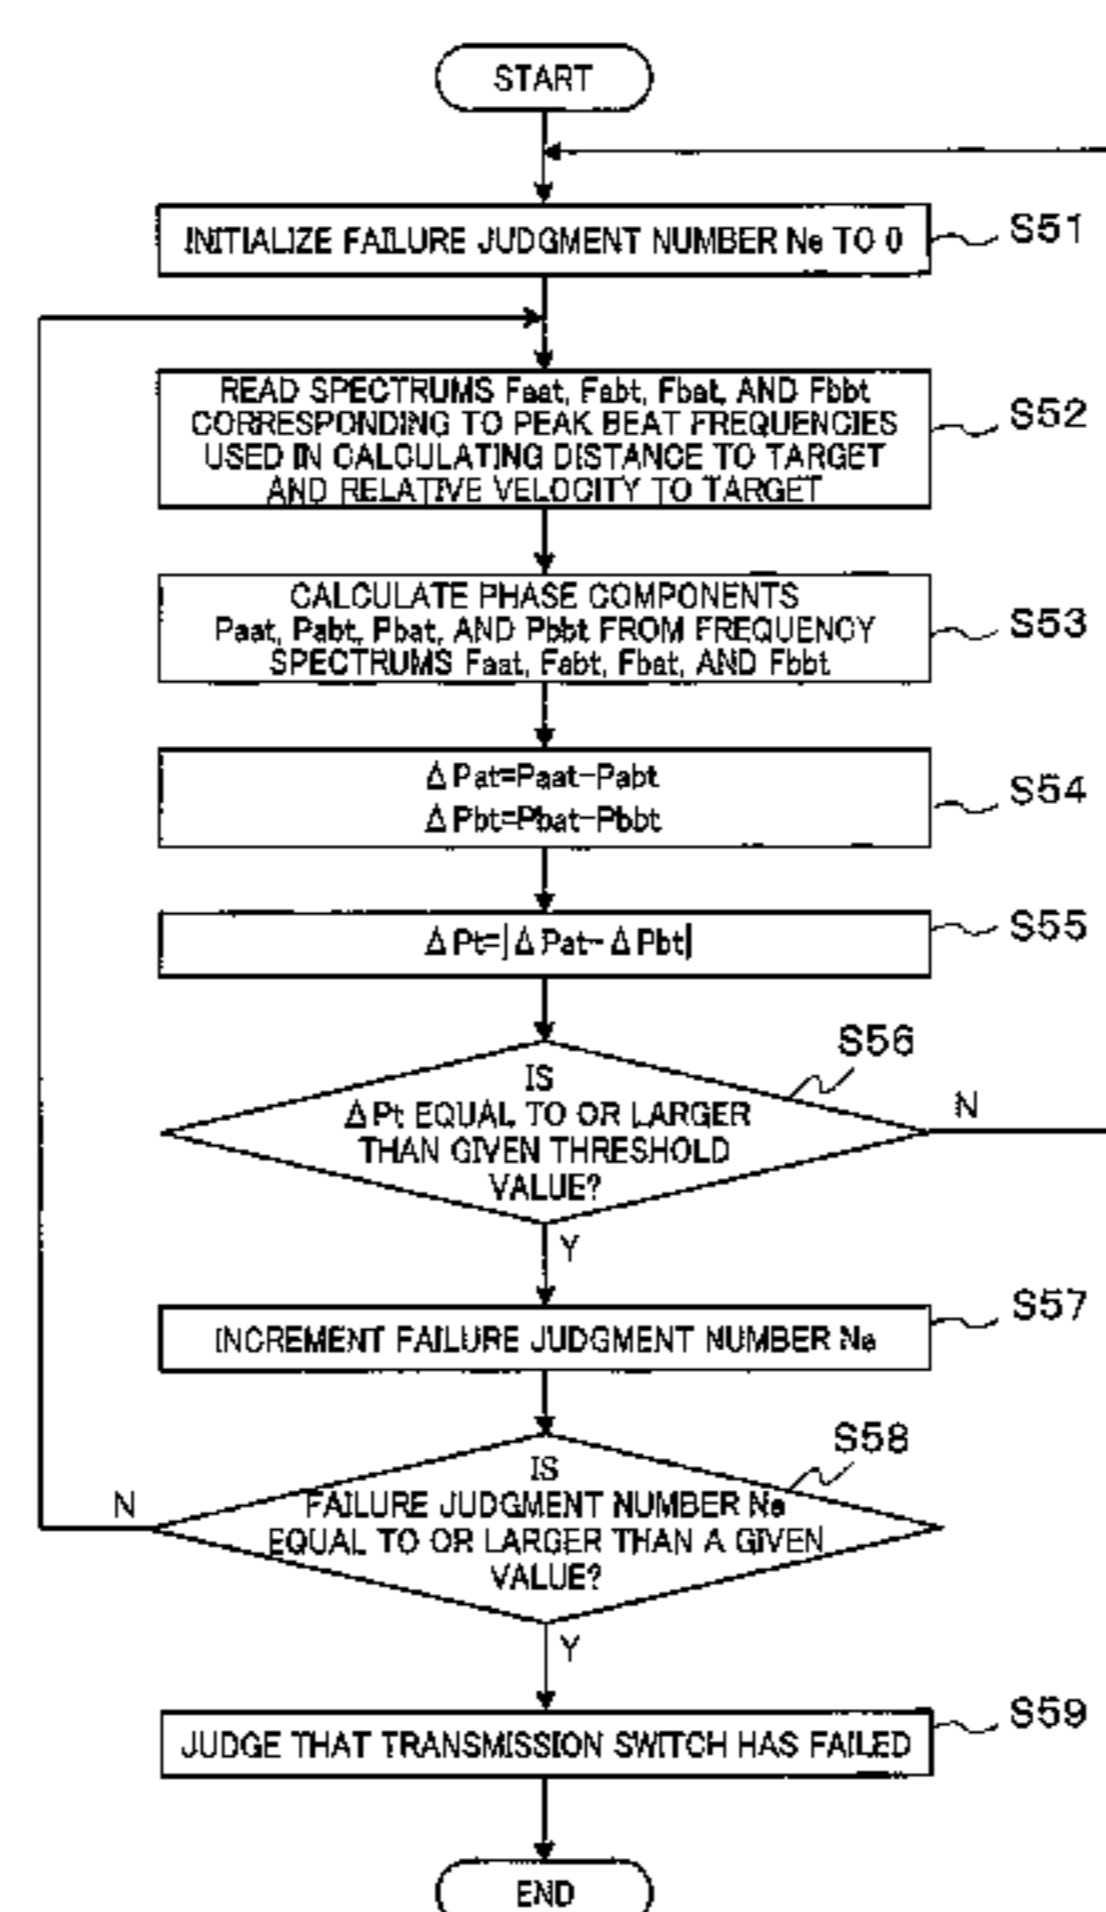 START
INITIALIZE FAILURE JUDGMENT NUMBER Ne TO 0
S51
READ SPECTRUMS Faat, Fabt, Fbat, AND Fbbt
CORRESPONDING TO PEAK BEAT FREQUENCIES
USED IN CALCULATING DISTANCE TO TARGET
AND RELATIVE VELOCITY TO TARGET
S52
CALCULATE PHASE COMPONENTS
Paat, Pabt, Pbat, AND Pbbt FROM FREQUENCY
SPECTRUMS Faat, Fabt, Fbat, AND Fbbt
S53
ΔPat=Paat-Pabt
ΔPbt=Pbat-Pbbt
S54
ΔPt=|ΔPat-ΔPbt|
S55
S56
IS
ΔPt EQUAL TO OR LARGER
THAN GIVEN THRESHOLD
VALUE?
N
Y
INCREMENT FAILURE JUDGMENT NUMBER Ne
S57
S58
IS
FAILURE JUDGMENT NUMBER Ne
EQUAL TO OR LARGER THAN A GIVEN
VALUE?
N
Y
JUDGE THAT TRANSMISSION SWITCH HAS FAILED
S59
END